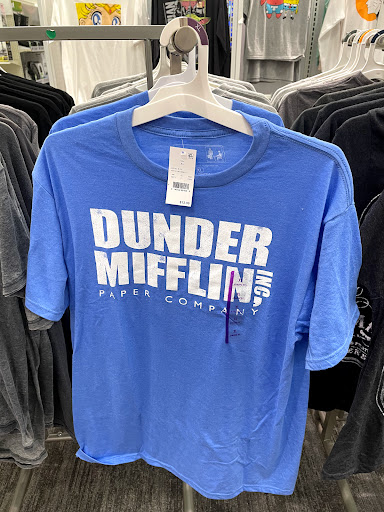 DUNDER
MIFFLIN INC.
PAPER COMPANY